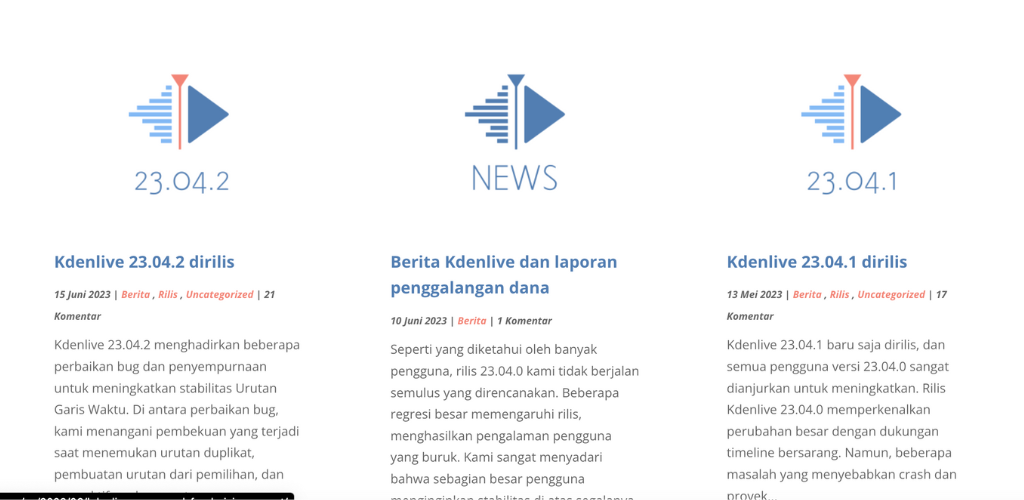 23.04.2
NEWS
23.04.1
Kdenlive 23.04.2 dirilis
15 Juni 2023 | Berita , Rilis , Uncategorized | 21
Komentar
Kdenlive 23.04.2 menghadirkan beberapa
perbaikan bug dan penyempurnaan
untuk meningkatkan stabilitas Urutan
Garis Waktu. Di antara perbaikan bug,
kami menangani pembekuan yang terjadi
saat menemukan urutan duplikat,
pembuatan urutan dari pemilihan, dan
Berita Kdenlive dan laporan
penggalangan dana
10 Juni 2023 | Berita | 1 Komentar
Seperti yang diketahui oleh banyak
pengguna, rilis 23.04.0 kami tidak berjalan
semulus yang direncanakan. Beberapa
regresi besar memengaruhi rilis,
menghasilkan pengalaman pengguna
yang buruk. Kami sangat menyadari
bahwa sebagian besar pengguna
menginginkan stabilitas di atas segalanya
Kdenlive 23.04.1 dirilis
13 Mei 2023 | Berita , Rilis , Uncategorized | 17
Komentar
Kdenlive 23.04.1 baru saja dirilis, dan
semua pengguna versi 23.04.0 sangat
dianjurkan untuk meningkatkan. Rilis
Kdenlive 23.04.0 memperkenalkan
perubahan besar dengan dukungan
timeline bersarang. Namun, beberapa
masalah yang menyebabkan crash dan
proyek...